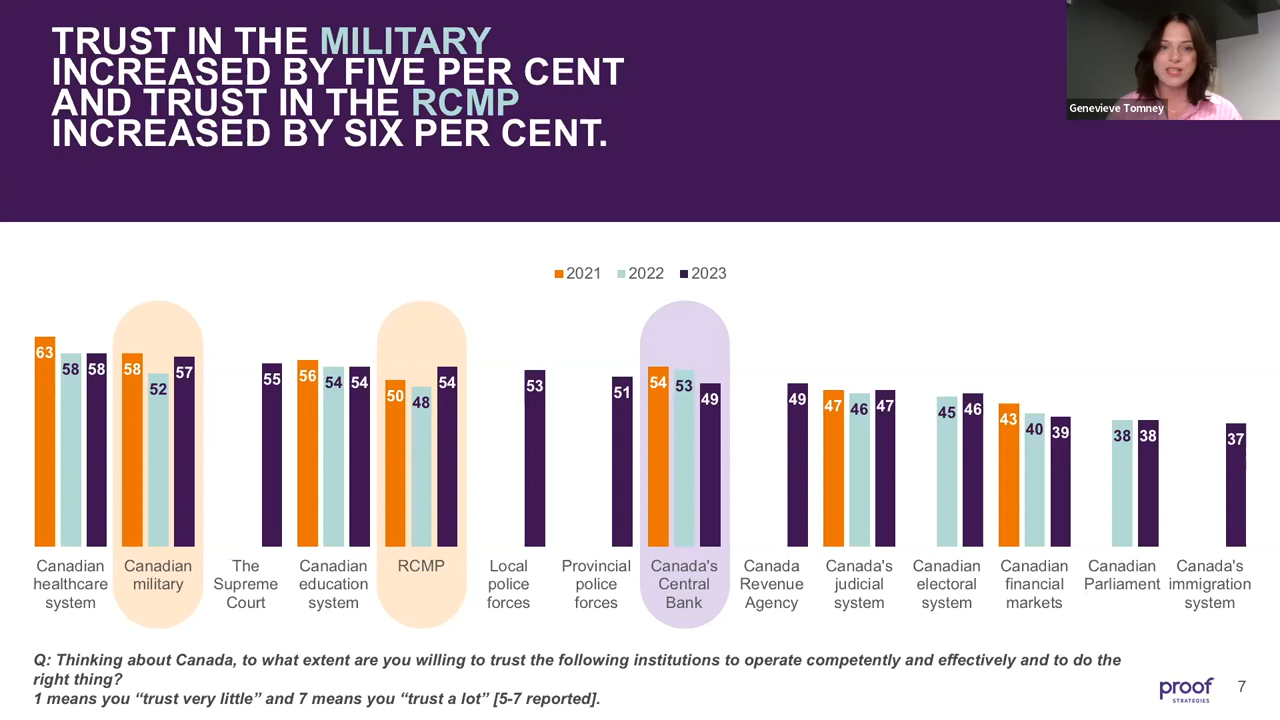 TRUST IN THE MILITARY
INCREASED BY FIVE PER CENT
AND TRUST IN THE RCMP
INCREASED BY SIX PER CENT.
Genevieve Tomney
2021 2022 2023
63 58 58
58 52 57
55
56 54 54
50 48 54
53
51
54 53 49
49
47 46 47
45 46
43 40 39
38 38
37
Canadian
healthcare
system
Canadian
military
The
Supreme
Court
Canadian
education
system
RCMP
Local
police
forces
Provincial
police
forces
Canada's
Central
Bank
Canada
Revenue
Agency
Canada's
judicial
system
Canadian
electoral
system
Canadian
financial
markets
Canadian
Parliament
Canada's
immigration
system
Q: Thinking about Canada, to what extent are you willing to trust the following institutions to operate competently and effectively and to do the
right thing?
1 means you “trust very little” and 7 means you “trust a lot” [5-7 reported].
proof
STRATEGIES
7